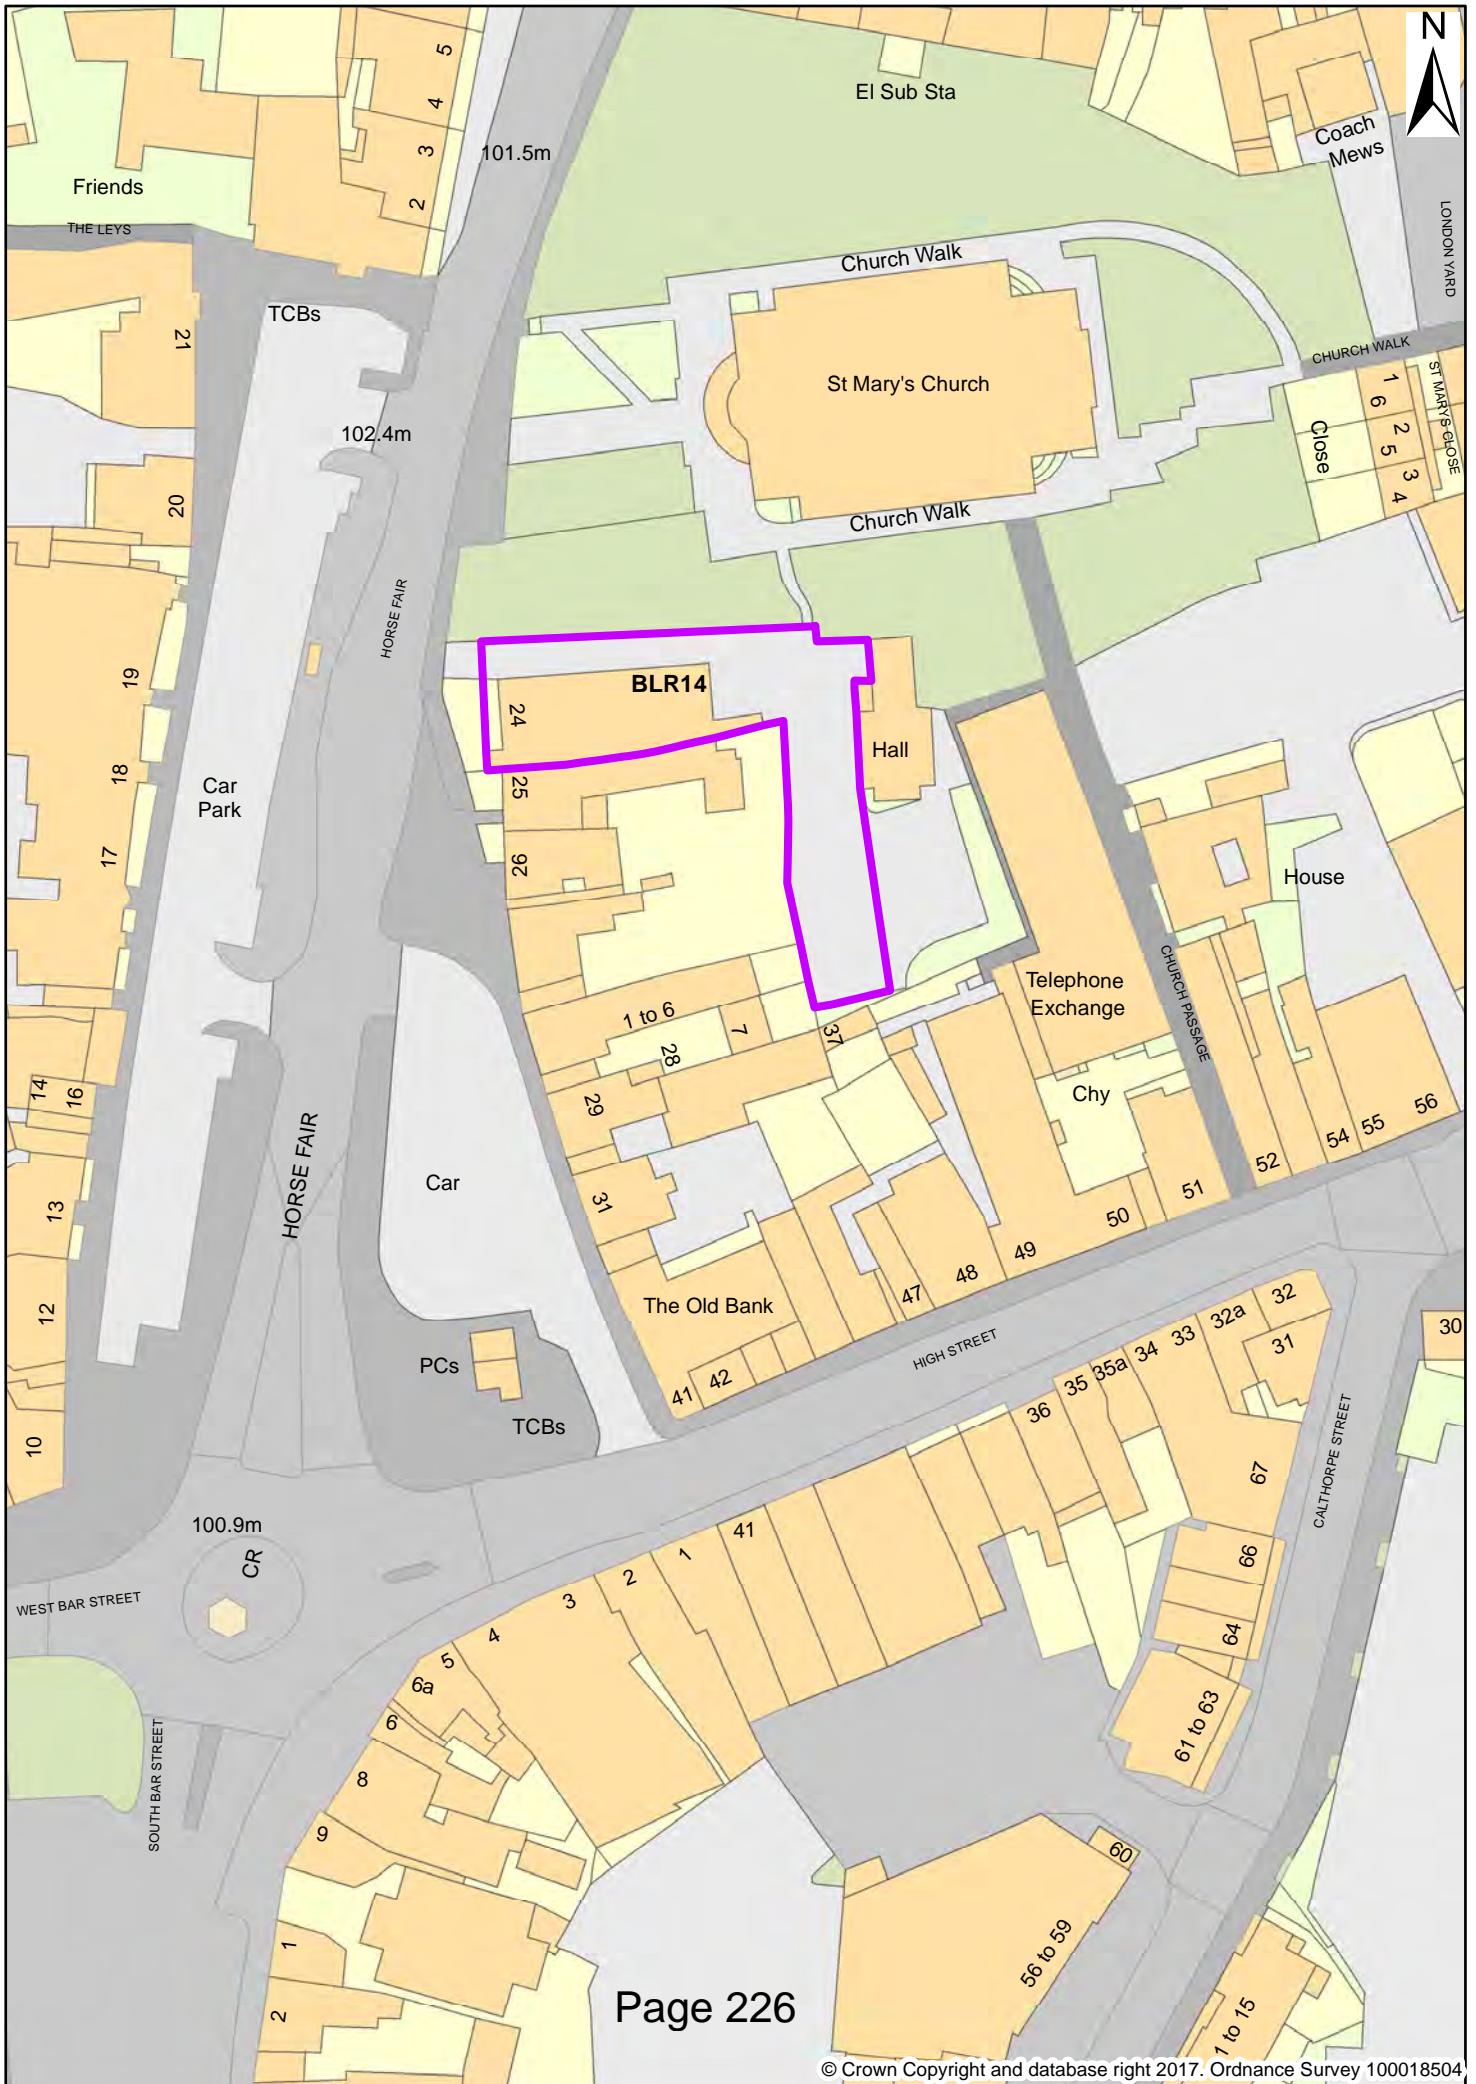 N
El Sub Sta
Coach
Mews
LONDON YARD
5
4
3
2
101.5m
Friends
THE LEYS
TCBs
21
Church Walk
CHURCH WALK
St Mary's Church
ST MARYS CLOSE
1
6
2
5
3
4
Close
102.4m
20
Church Walk
HORSE FAIR
19
18
17
Car
Park
BLR14
24
25
26
Hall
House
Telephone
Exchange
CHURCH PASSAGE
1 to 6
7
28
37
29
31
Chy
14
16
13
12
10
HORSE FAIR
Car
The Old Bank
41
42
47
48
49
50
51
52
54
55
56
PCs
TCBs
HIGH STREET
32
32a
31
33
34
35a
35
36
30
67
CALTHORPE STREET
66
64
61 to 63
100.9m
CR
WEST BAR STREET
41
1
2
3
4
5
6a
6
8
9
SOUTH BAR STREET
1
2
60
56 to 59
1 to 15
Page 226
© Crown Copyright and database right 2017. Ordnance Survey 100018504